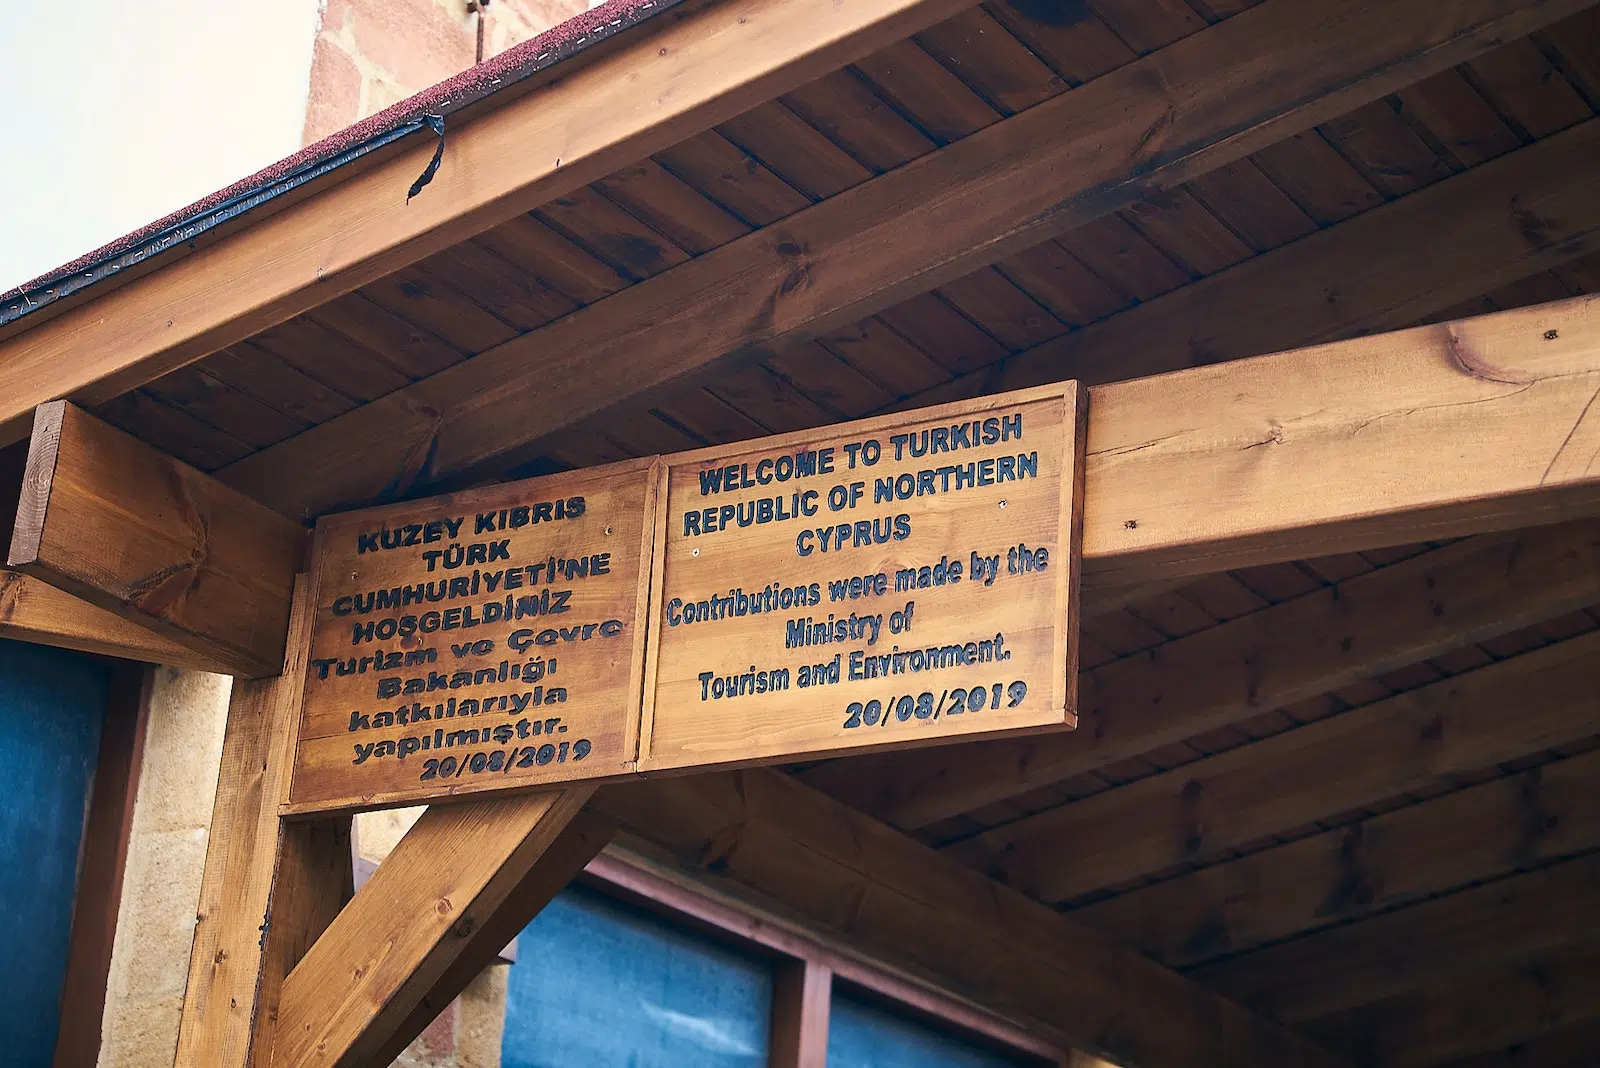 KUZEY KIBRIS
TÜRK
CUMHURİYETİ'NE
HOŞGELDİNİZ
Turizm ve Çevre
Bakanlığı
katkılarıyla
yapılmıştır.
20/08/2019
WELCOME TO TURKISH
REPUBLIC OF NORTHERN
CYPRUS
Contributions were made by the
Ministry of
Tourism and Environment.
20/08/2019